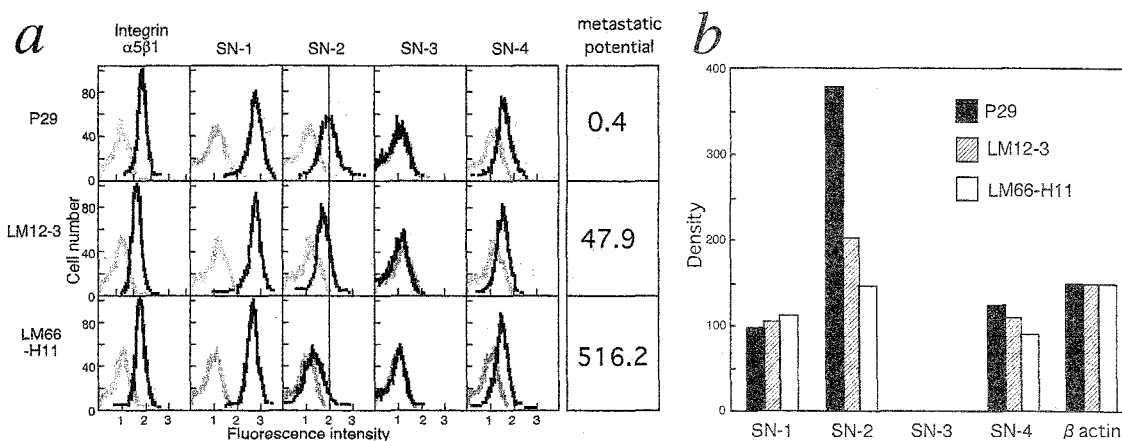 a
Integrin
α5β1
SN-1
SN-2
SN-3
SN-4
metastatic
potential
P29
80
40
0
0.4
LM12-3
80
40
0
47.9
LM66
-H11
80
40
0
516.2
Cell number
1 2 3
1 2 3
1 2 3
1 2 3
1 2 3
Fluorescence intensity
b
400
300
200
100
Density
P29
LM12-3
LM66-H11
SN-1
SN-2
SN-3
SN-4
β actin